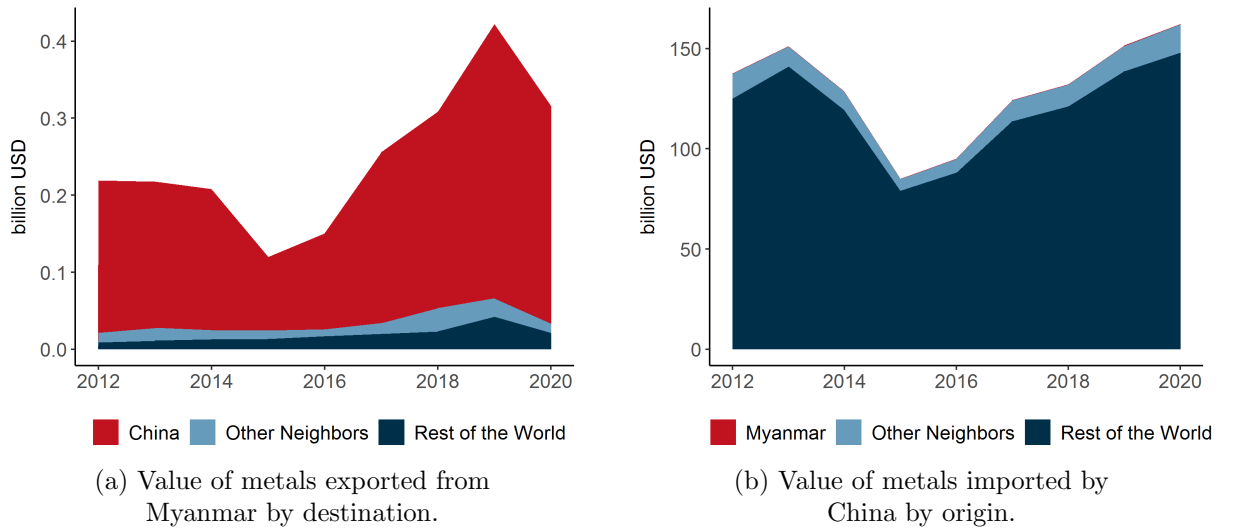 billion USD
0.4
0.3
0.2
0.1
0.0
2012 2014 2016 2018 2020
China Other Neighbors Rest of the World
(a) Value of metals exported from
Myanmar by destination.
billion USD
150
100
50
0
2012 2014 2016 2018 2020
Myanmar Other Neighbors Rest of the World
(b) Value of metals imported by
China by origin.